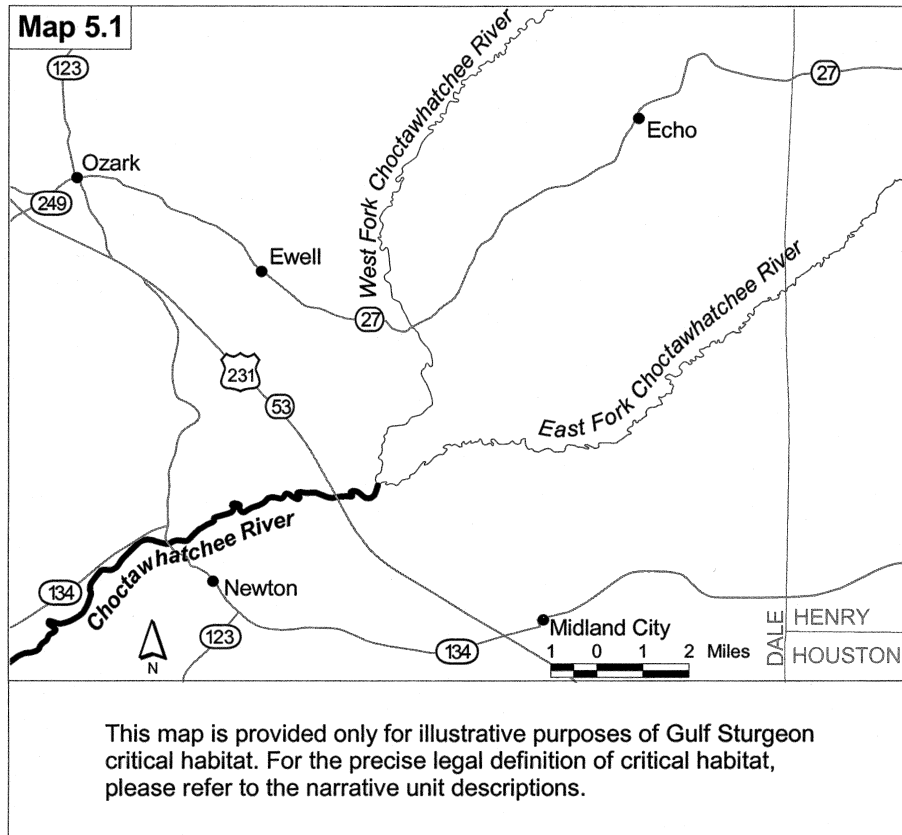 Map 5.1
123
Ozark
249
Ewell
West Fork Choctawhatchee River
Echo
27
27
East Fork Choctawhatchee River
231
53
Choctawhatchee River
134
Newton
123
134
Midland City
N
1 0 1 2 Miles
DALE
HENRY
HOUSTON
This map is provided only for illustrative purposes of Gulf Sturgeon
critical habitat. For the precise legal definition of critical habitat,
please refer to the narrative unit descriptions.